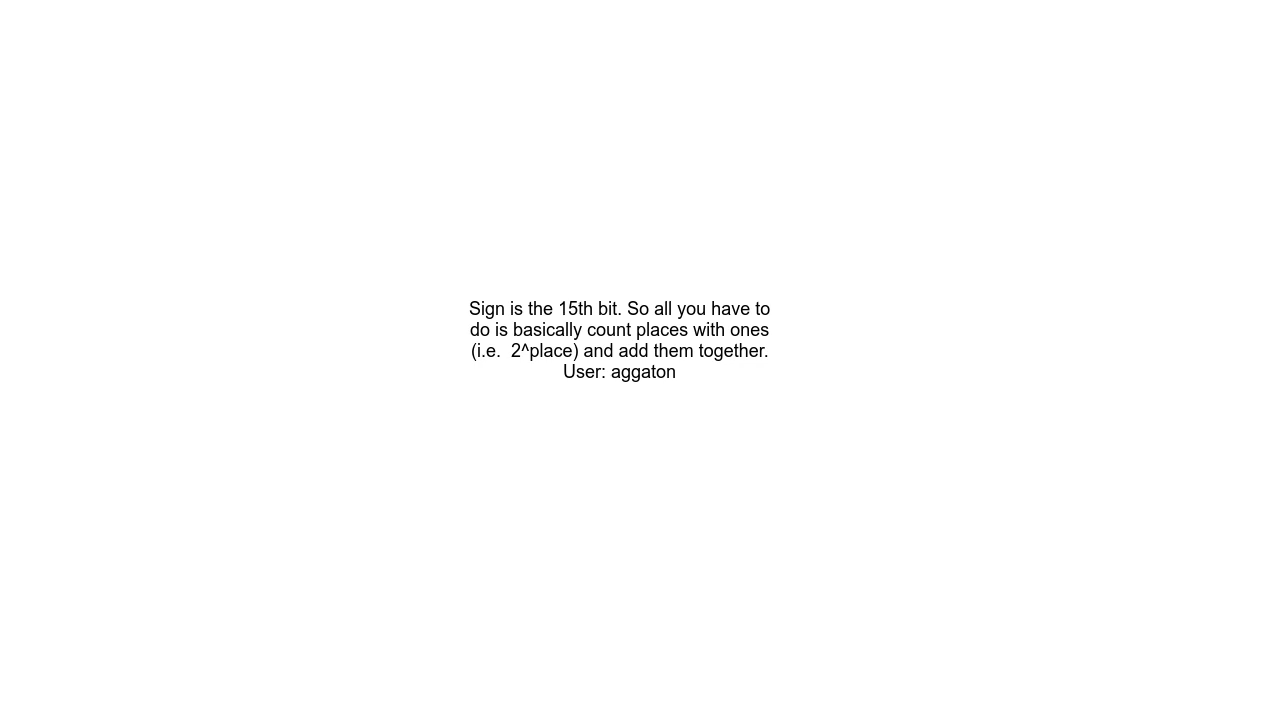 Sign is the 15th bit. So all you have to
do is basically count places with ones
(i.e.  2^place) and add them together.
User: aggaton